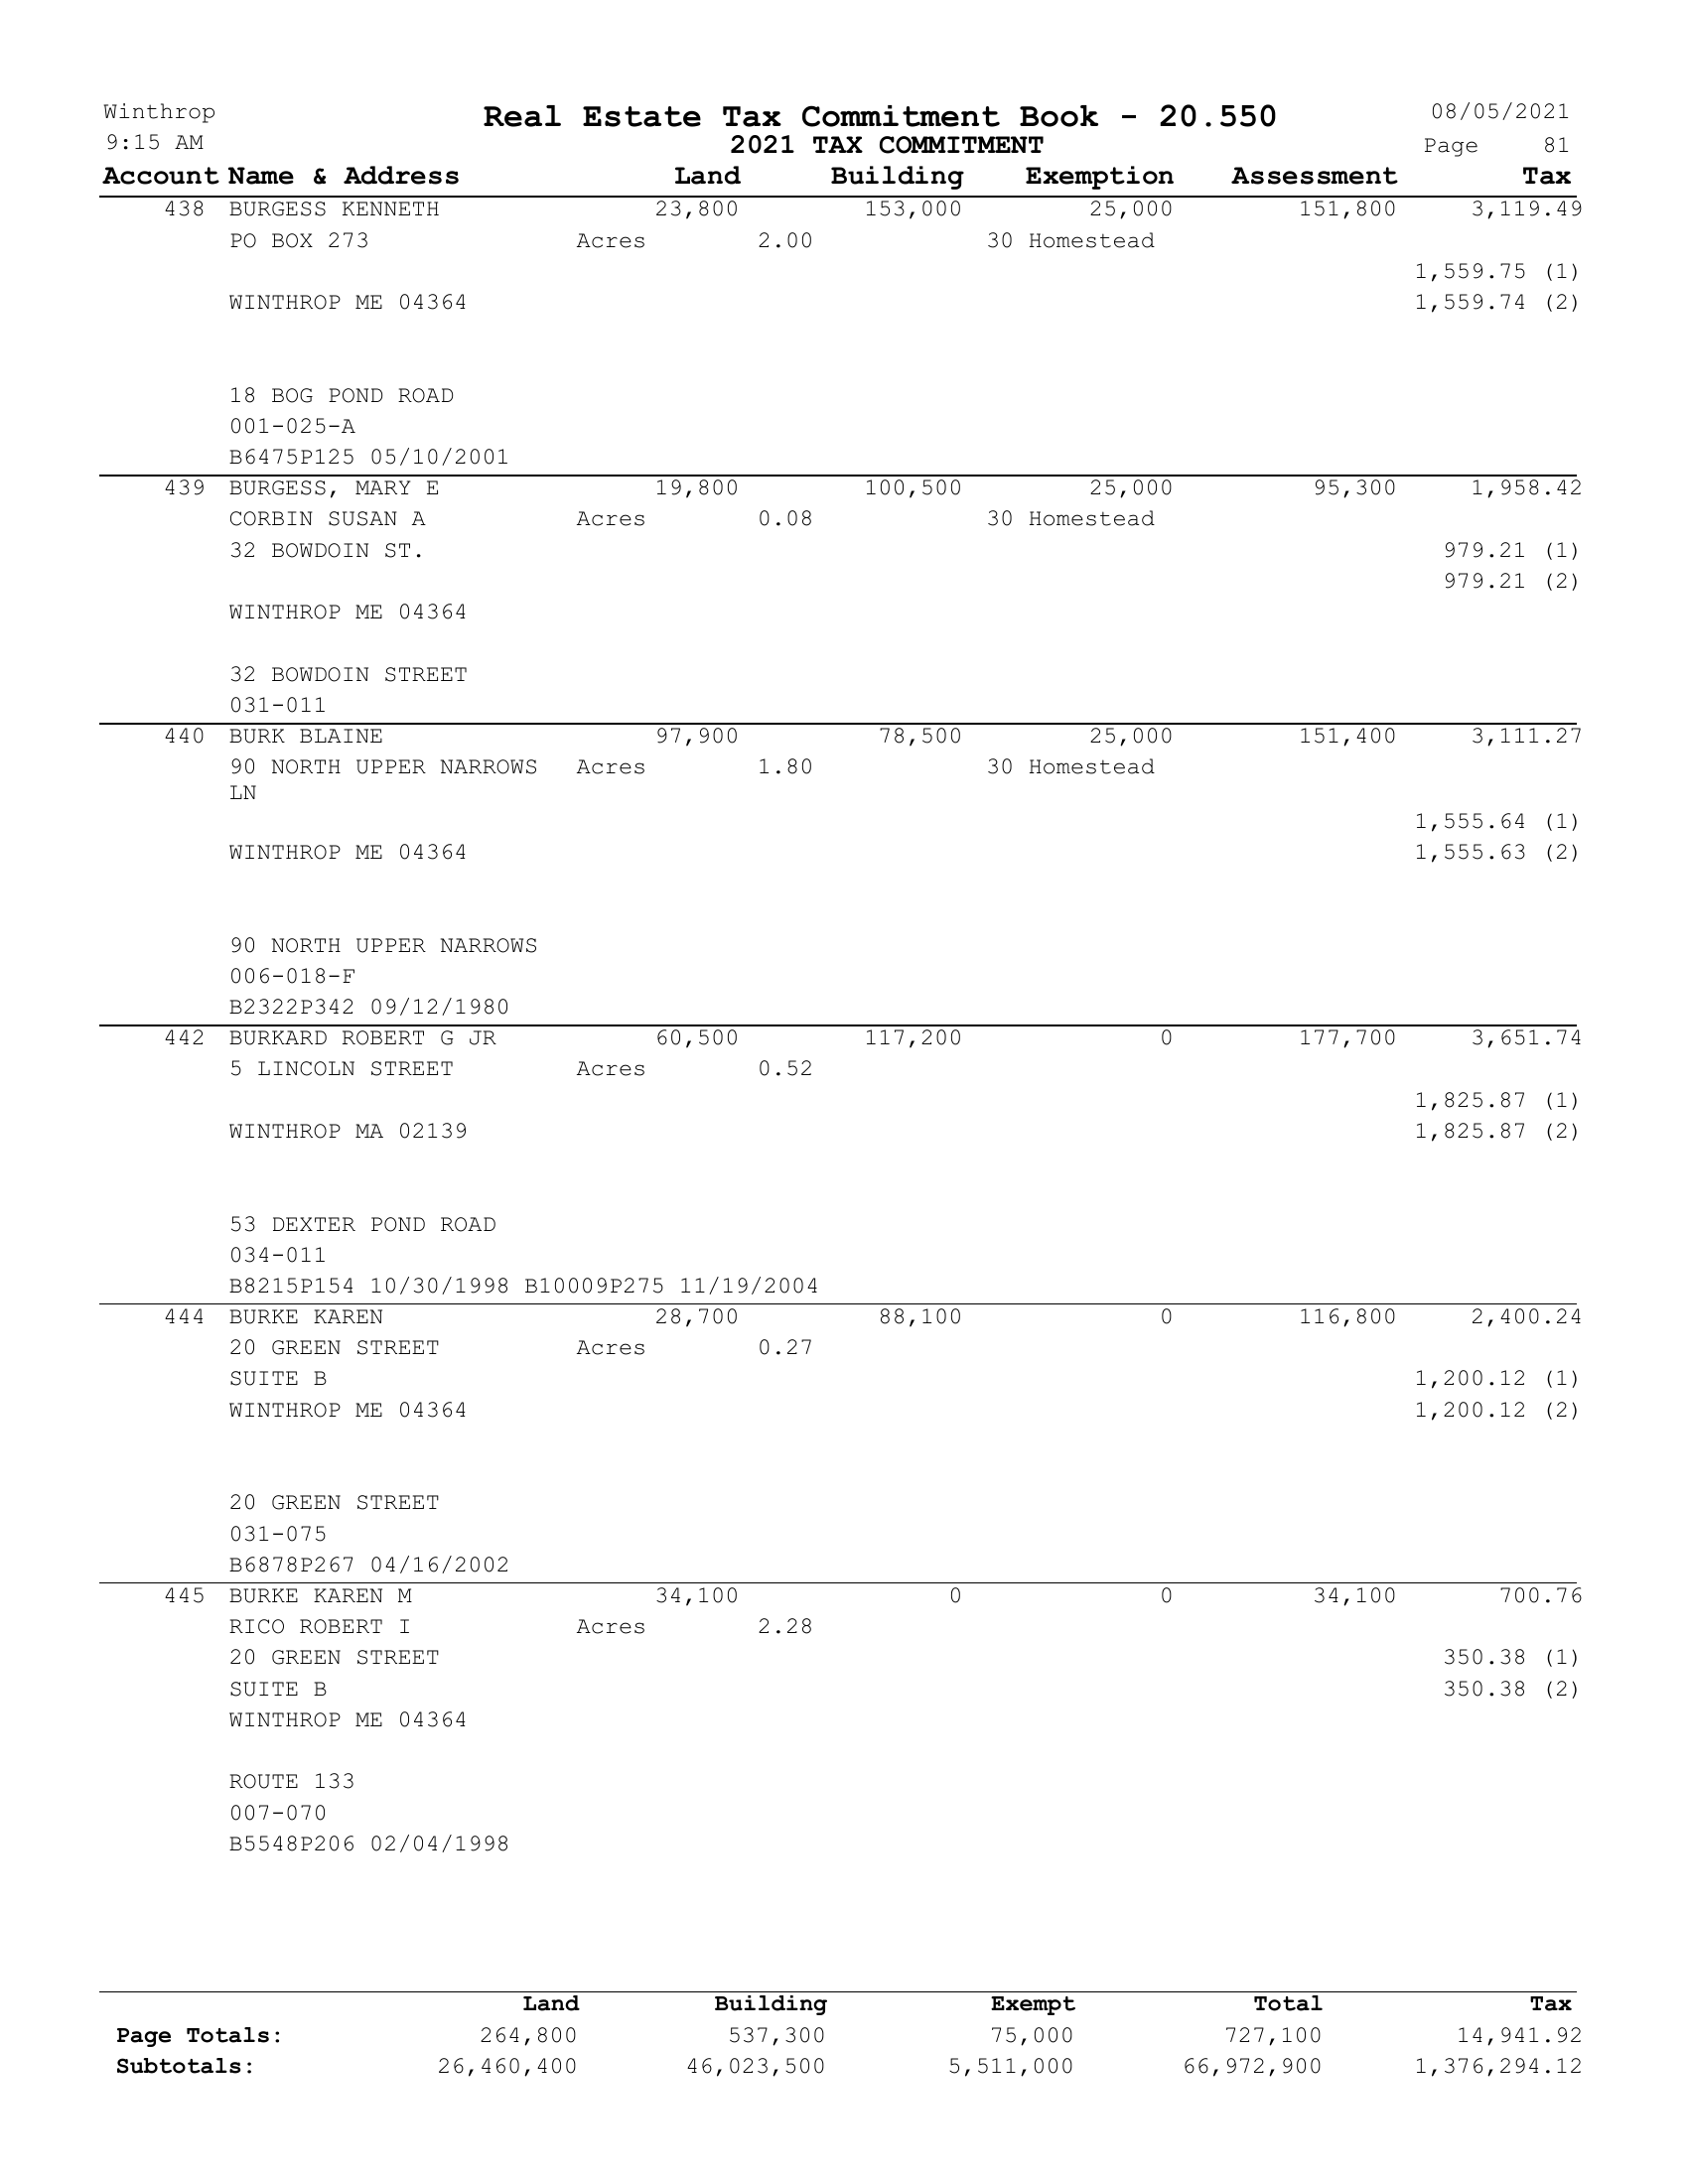 Winthrop Real Estate Tax Commitment Book - 20.550 08/05/2021
9:15 AM 2021 TAX COMMITMENT Page 81
Account Name & Address Land Building Exemption Assessment Tax
438 BURGESS KENNETH 23,800 153,000 25,000 151,800 3,119.49
PO BOX 273 Acres 2.00 30 Homestead
1,559.75 (1)
WINTHROP ME 04364 1,559.74 (2)
18 BOG POND ROAD
001-025-A
B6475P125 05/10/2001
439 BURGESS, MARY E 19,800 100,500 25,000 95,300 1,958.42
CORBIN SUSAN A Acres 0.08 30 Homestead
32 BOWDOIN ST. 979.21 (1)
979.21 (2)
WINTHROP ME 04364
32 BOWDOIN STREET
031-011
440 BURK BLAINE 97,900 78,500 25,000 151,400 3,111.27
90 NORTH UPPER NARROWS Acres 1.80 30 Homestead
LN
1,555.64 (1)
WINTHROP ME 04364 1,555.63 (2)
90 NORTH UPPER NARROWS
006-018-F
B2322P342 09/12/1980
442 BURKARD ROBERT G JR 60,500 117,200 0 177,700 3,651.74
5 LINCOLN STREET Acres 0.52
1,825.87 (1)
WINTHROP MA 02139 1,825.87 (2)
53 DEXTER POND ROAD
034-011
B8215P154 10/30/1998 B10009P275 11/19/2004
444 BURKE KAREN 28,700 88,100 0 116,800 2,400.24
20 GREEN STREET Acres 0.27
SUITE B 1,200.12 (1)
WINTHROP ME 04364 1,200.12 (2)
20 GREEN STREET
031-075
B6878P267 04/16/2002
445 BURKE KAREN M 34,100 0 0 34,100 700.76
RICO ROBERT I Acres 2.28
20 GREEN STREET 350.38 (1)
SUITE B 350.38 (2)
WINTHROP ME 04364
ROUTE 133
007-070
B5548P206 02/04/1998
Land Building Exempt Total Tax
Page Totals: 264,800 537,300 75,000 727,100 14,941.92
Subtotals: 26,460,400 46,023,500 5,511,000 66,972,900 1,376,294.12